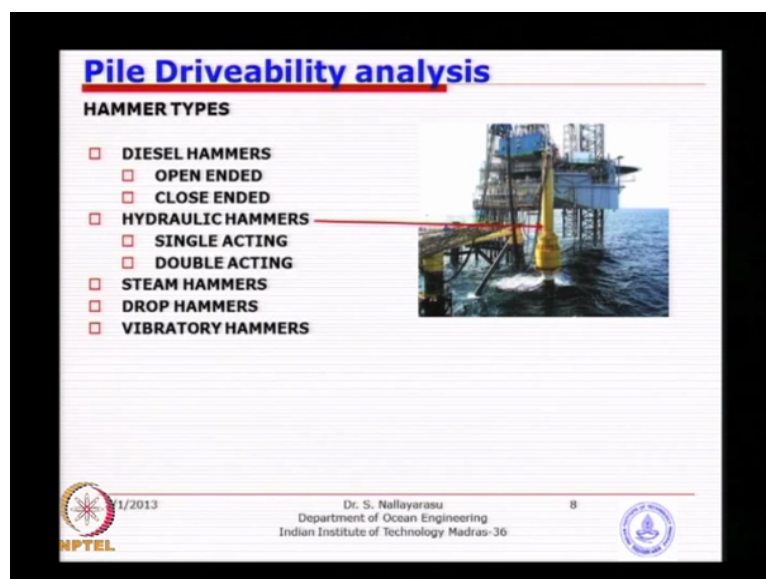 Pile Driveability analysis
HAMMER TYPES
DIESEL HAMMERS
OPEN ENDED
CLOSE ENDED
HYDRAULIC HAMMERS
SINGLE ACTING
DOUBLE ACTING
STEAM HAMMERS
DROP HAMMERS
VIBRATORY HAMMERS
/1/2013
Dr. S. Nallayarasu
Department of Ocean Engineering
Indian Institute of Technology Madras-36
8
NPTEL